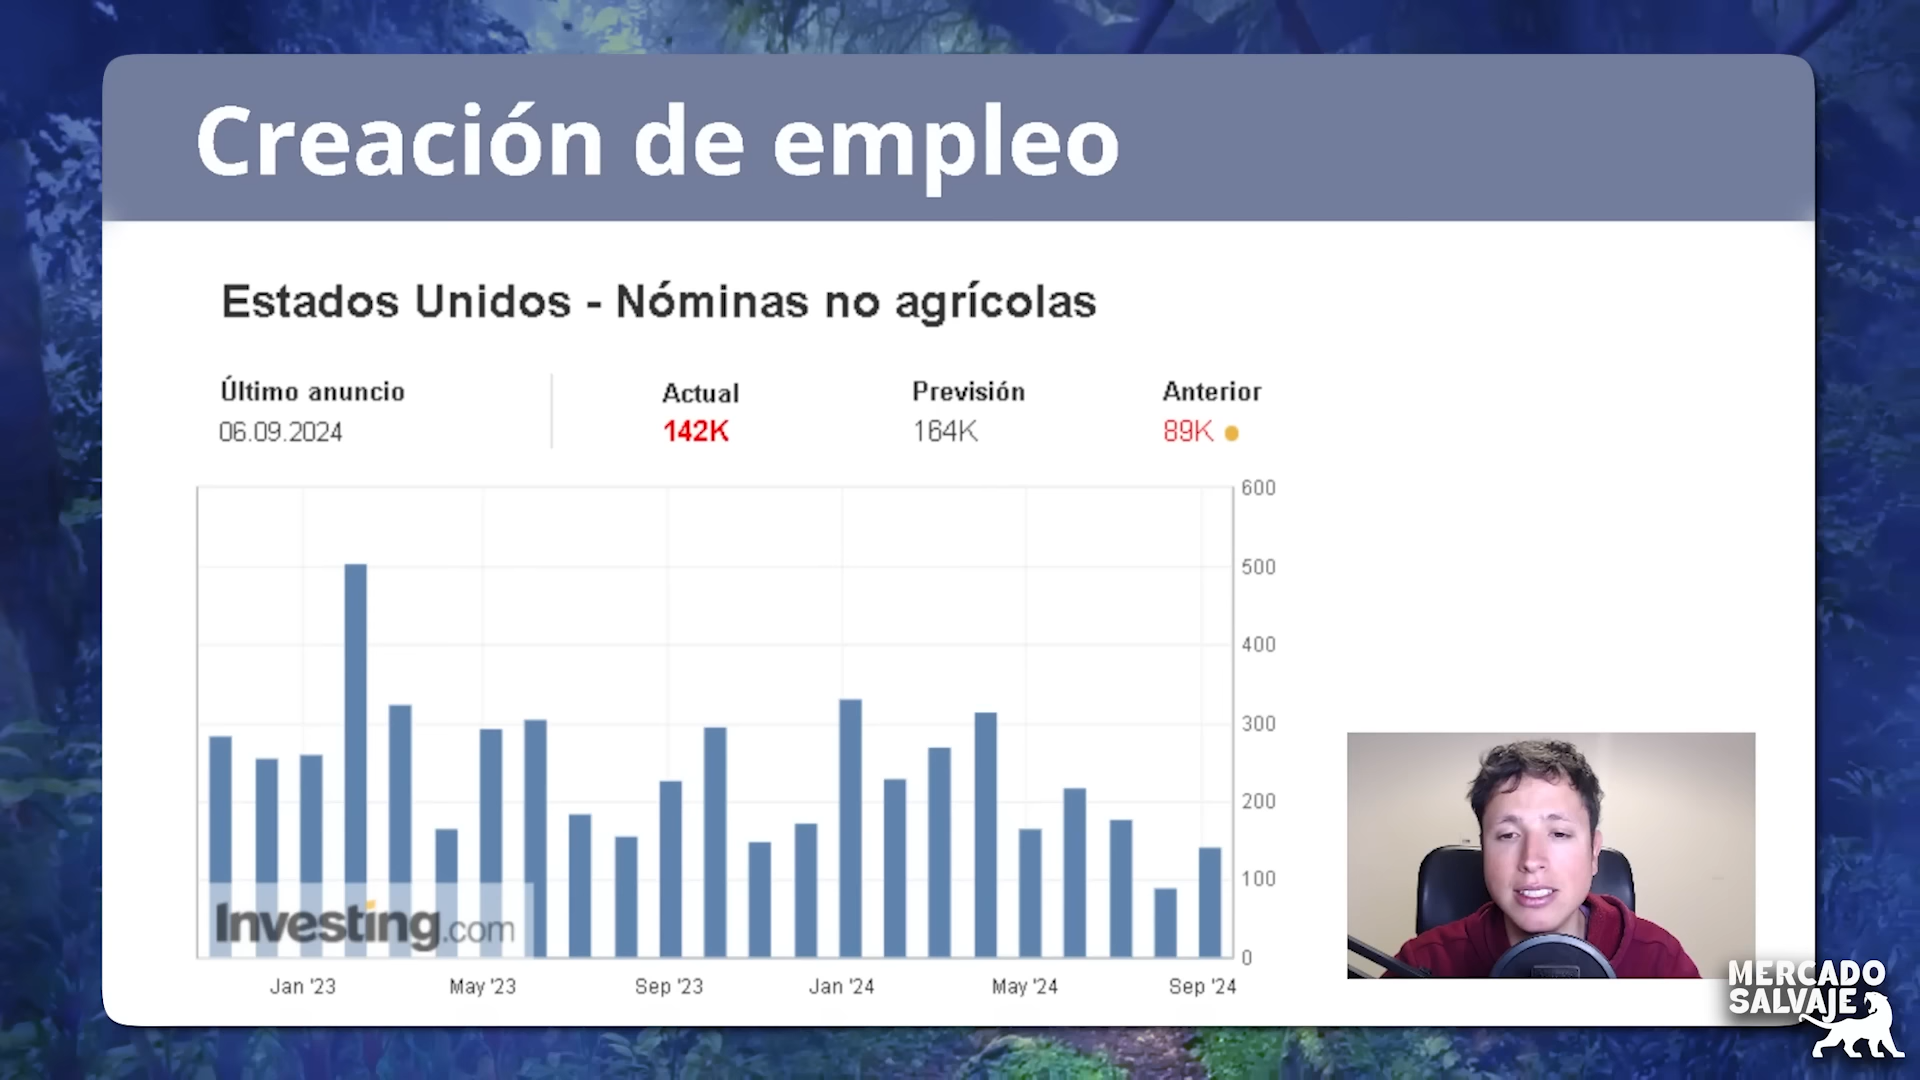 Creación de empleo
Estados Unidos - Nóminas no agrícolas
Último anuncio Actual Previsión Anterior
06.09.2024 142K 164K 89K
600
500
400
300
200
100
0
Investing.com
Jan '23 May '23 Sep '23 Jan '24 May '24 Sep '24
MERCADO
SALVAJE